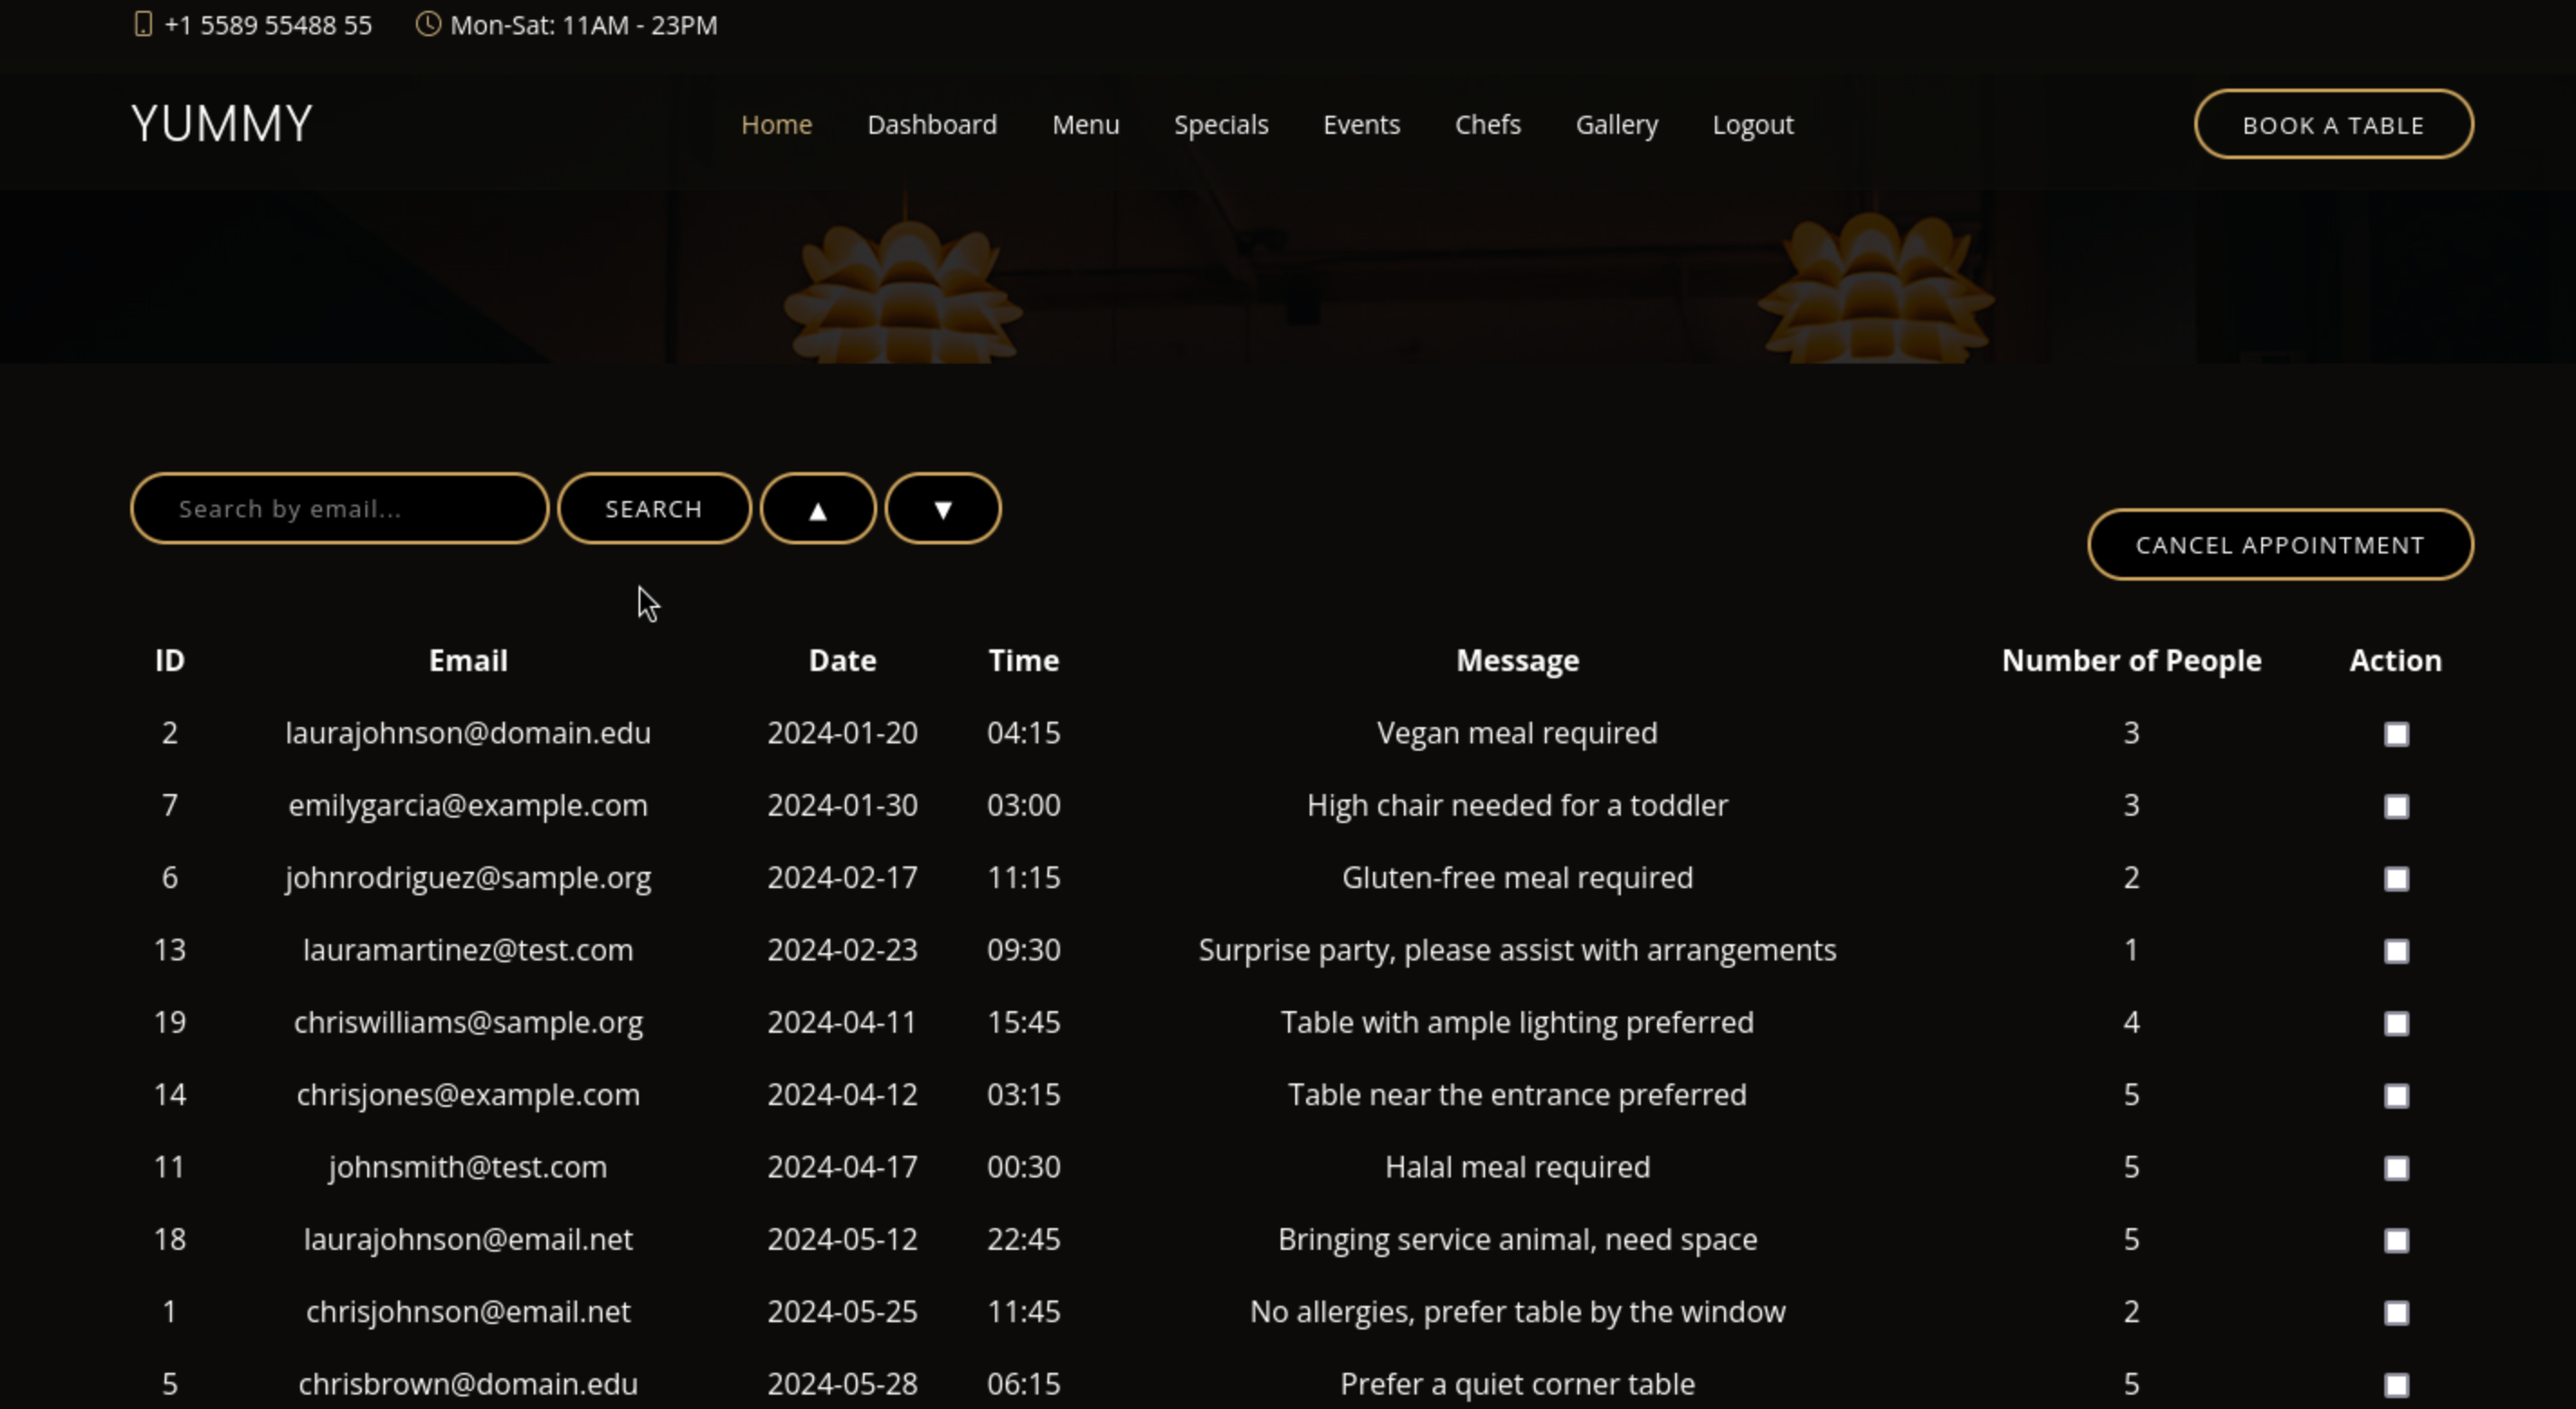 +1 5589 55488 55 Mon-Sat: 11AM - 23PM
YUMMY Home Dashboard Menu Specials Events Chefs Gallery Logout BOOK A TABLE
Search by email... SEARCH ▲ ▼
CANCEL APPOINTMENT
ID Email Date Time Message Number of People Action
2 laurajohnson@domain.edu 2024-01-20 04:15 Vegan meal required 3
7 emilygarcia@example.com 2024-01-30 03:00 High chair needed for a toddler 3
6 johnrodriguez@sample.org 2024-02-17 11:15 Gluten-free meal required 2
13 lauramartinez@test.com 2024-02-23 09:30 Surprise party, please assist with arrangements 1
19 chriswilliams@sample.org 2024-04-11 15:45 Table with ample lighting preferred 4
14 chrisjones@example.com 2024-04-12 03:15 Table near the entrance preferred 5
11 johnsmith@test.com 2024-04-17 00:30 Halal meal required 5
18 laurajohnson@email.net 2024-05-12 22:45 Bringing service animal, need space 5
1 chrisjohnson@email.net 2024-05-25 11:45 No allergies, prefer table by the window 2
5 chrisbrown@domain.edu 2024-05-28 06:15 Prefer a quiet corner table 5